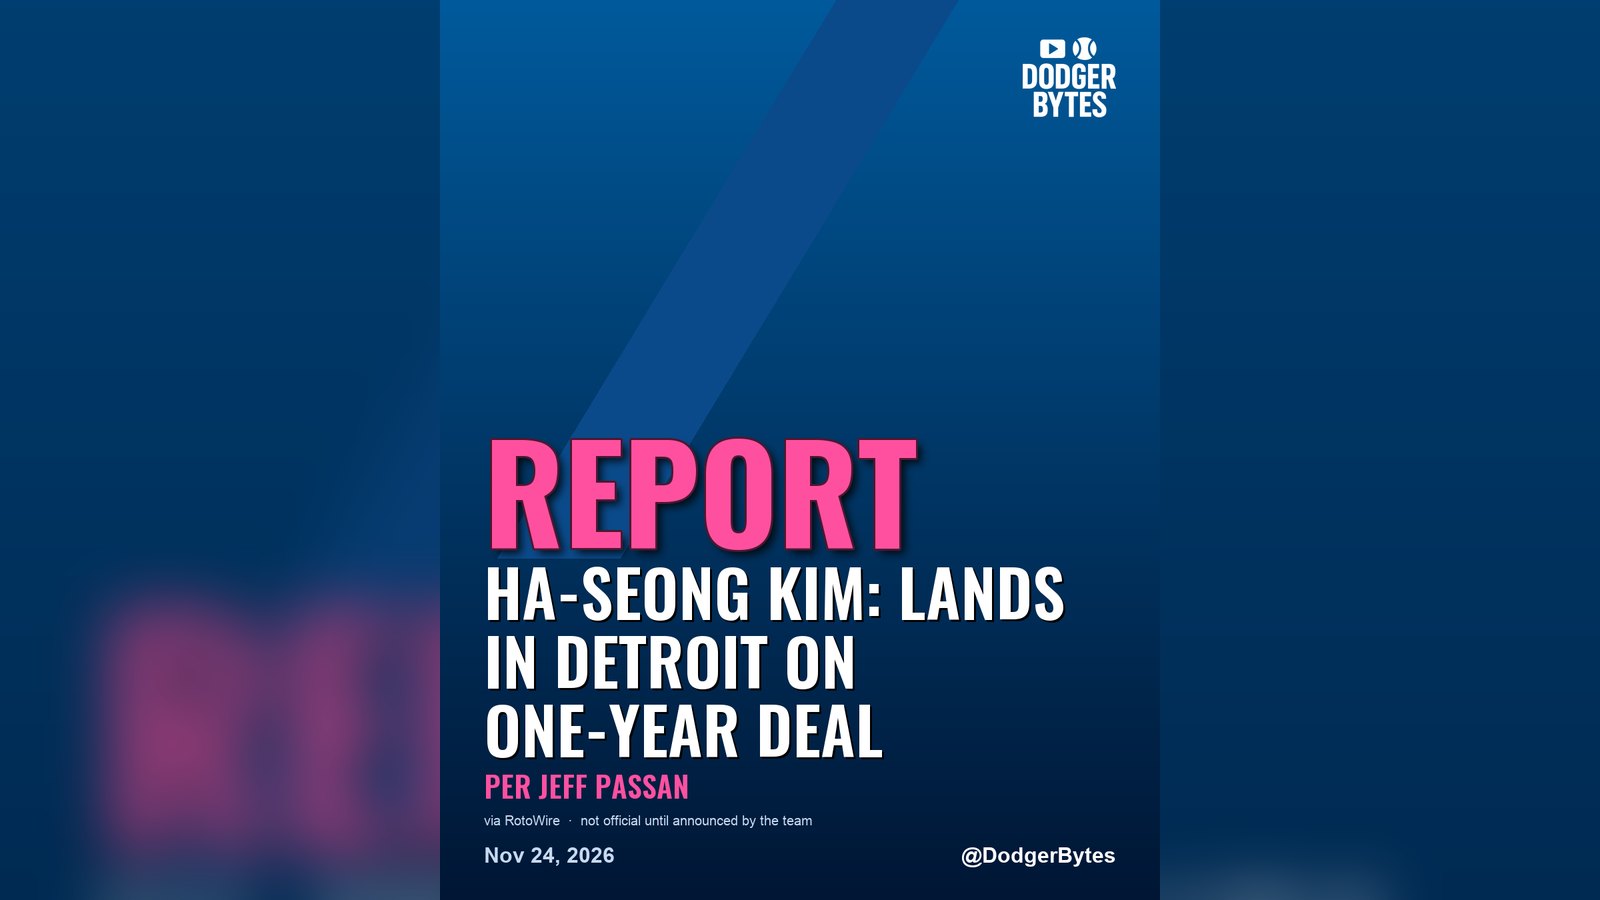 DODGER
BYTES
REPORT
HA-SEONG KIM: LANDS
IN DETROIT ON
ONE-YEAR DEAL
PER JEFF PASSAN
via RotoWire · not official until announced by the team
Nov 24, 2026
@DodgerBytes